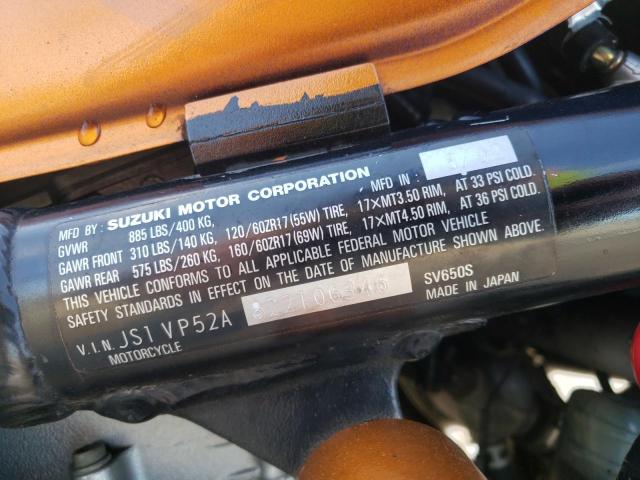 MFD BY: SUZUKI MOTOR CORPORATION MFD IN
GVWR 885 LBS/400 KG,
GAWR FRONT 310 LBS/140 KG, 120/60ZR17(55W) TIRE, 17×MT3.50 RIM, AT 33 PSI COLD.
GAWR REAR 575 LBS/260 KG, 160/60ZR17(69W) TIRE, 17×MT4.50 RIM, AT 36 PSI COLD.
THIS VEHICLE CONFORMS TO ALL APPLICABLE FEDERAL MOTOR VEHICLE
SAFETY STANDARDS IN EFFECT ON THE DATE OF MANUFACTURE SHOWN ABOVE.
V.I.N. JS1VP52A SV650S
MOTORCYCLE MADE IN JAPAN